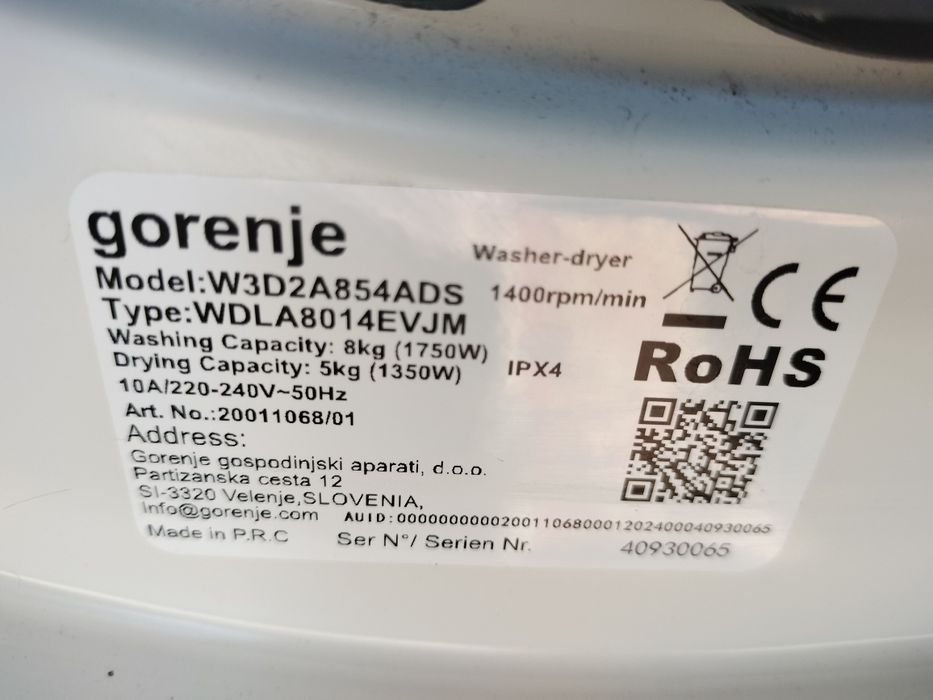 gorenje
Washer-dryer
Model:W3D2A854ADS
1400rpm/min
Type:WDLA8014EVJM
Washing Capacity: 8kg (1750W)
Drying Capacity: 5kg (1350W)
IPX4
CE
RoHS
10A/220-240V~50Hz
Art. No.:20011068/01
Address:
Gorenje gospodinjski aparati, d.o.o.
Partizanska cesta 12
SI-3320 Velenje,SLOVENIA,
Info@gorenje.com
AUID:0000000000200110680001202400040930065
Made in P.R.C
Ser N°/ Serien Nr.
40930065